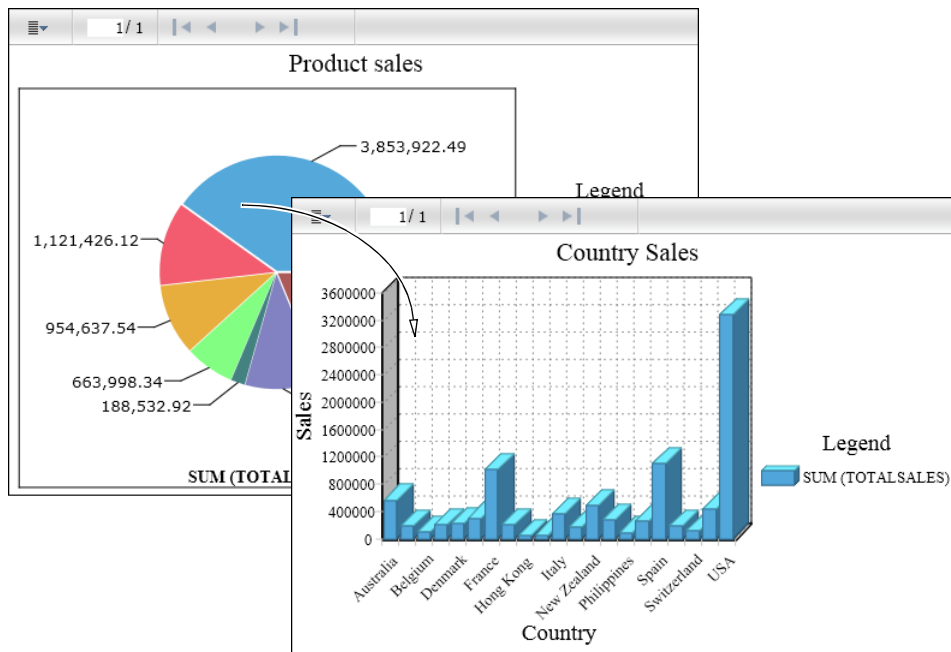 1/ 1
Product sales
3,853,922.49
1,121,426.12
954,637.54
663,998.34
188,532.92
SUM (TOTAL
Legend
1/ 1
Country Sales
3600000
3200000
2800000
2400000
2000000
1600000
1200000
800000
400000
0
Sales
Australia
Belgium
Denmark
France
Hong Kong
Italy
New Zealand
Philippines
Spain
Switzerland
USA
Country
Legend
SUM (TOTALSALES)